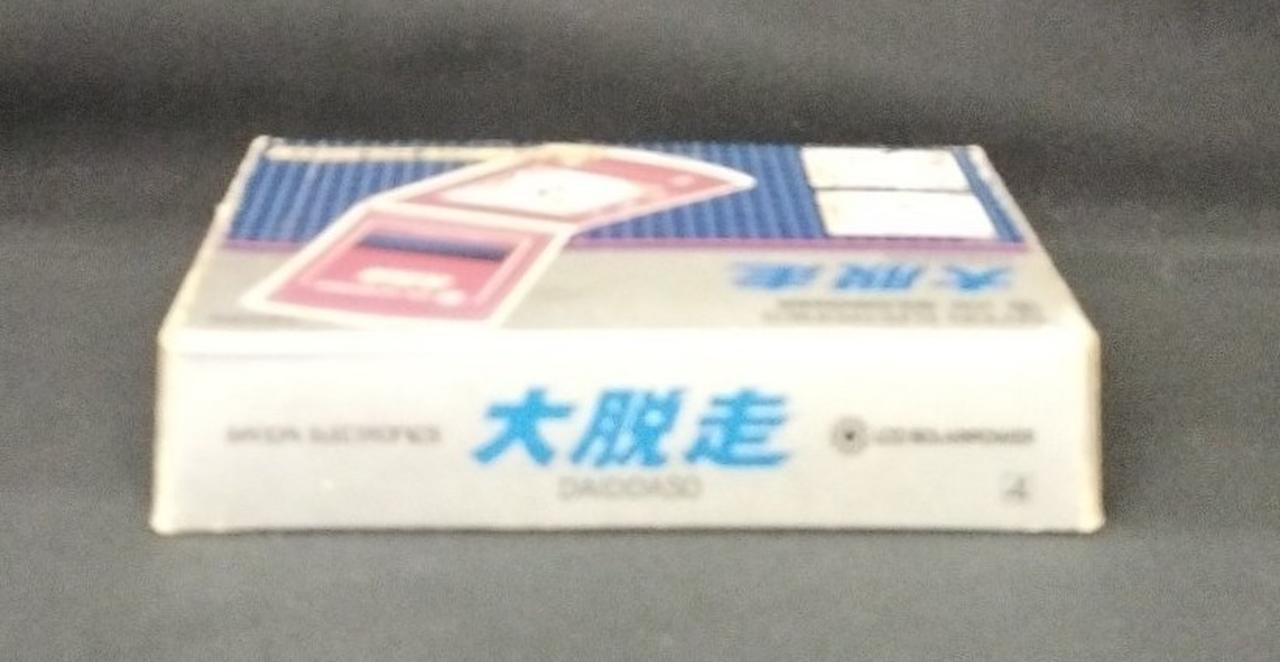 大脱走
BANDAI ELECTRONICS
大脱走
LCD SOLARPOWER
DAIDDASO
4